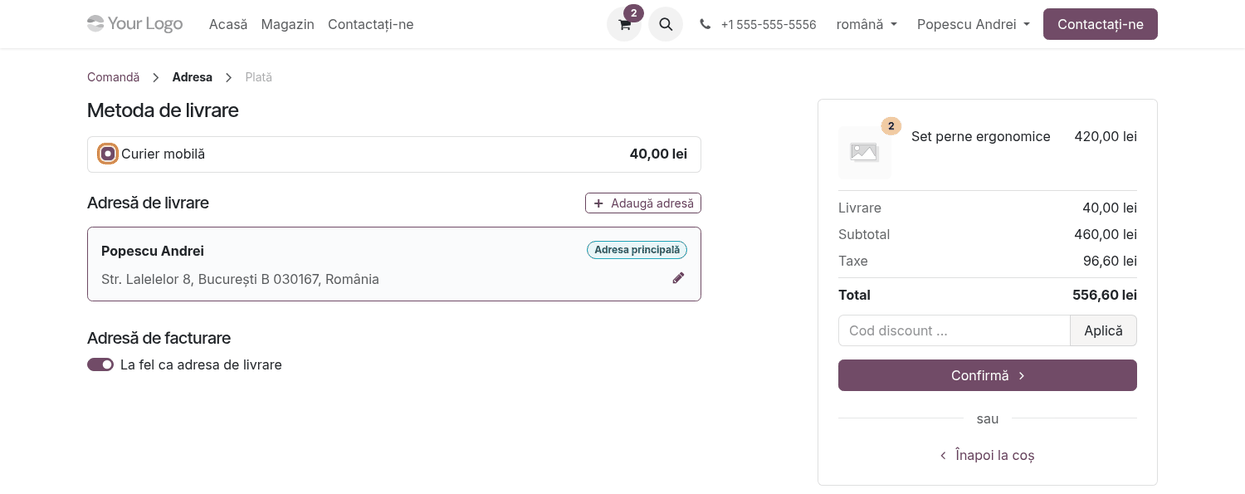 Your Logo Acasă Magazin Contactați-ne 2 +1 555-555-5556 română Popescu Andrei Contactați-ne
Comandă Adresa Plată
Metoda de livrare
Curier mobilă 40,00 lei
Adresă de livrare Adaugă adresă
Popescu Andrei Adresa principală
Str. Lalelelor 8, București B 030167, România
Adresă de facturare
La fel ca adresa de livrare
2 Set perne ergonomice 420,00 lei
Livrare 40,00 lei
Subtotal 460,00 lei
Taxe 96,60 lei
Total 556,60 lei
Cod discount ... Aplică
Confirmă
sau
Înapoi la coș